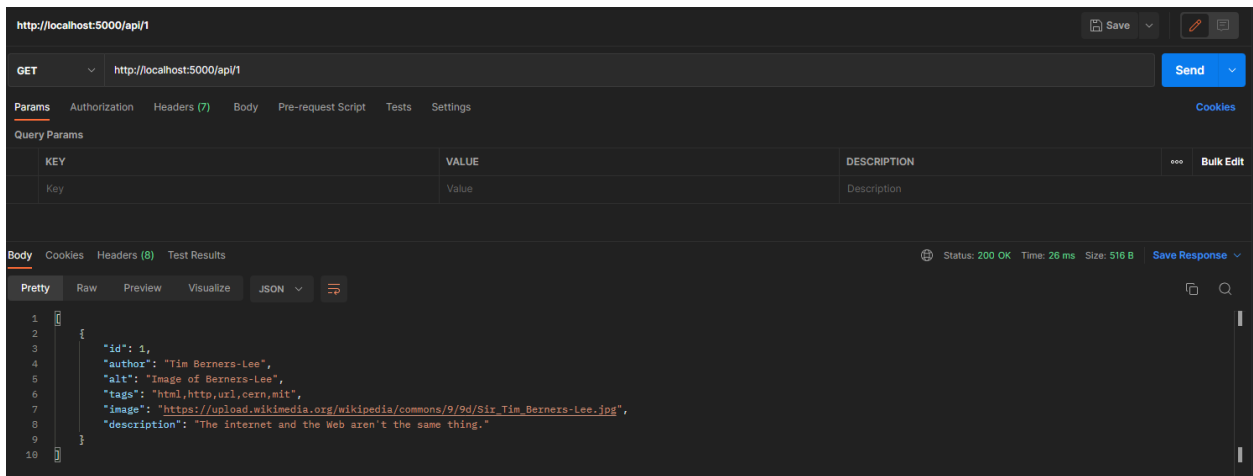 http://localhost:5000/api/1 Save
GET http://localhost:5000/api/1 Send
Params Authorization Headers (7) Body Pre-request Script Tests Settings Cookies
Query Params
KEY VALUE DESCRIPTION ooo Bulk Edit
Key Value Description
Body Cookies Headers (8) Test Results Status: 200 OK Time: 26 ms Size: 516 B Save Response
Pretty Raw Preview Visualize JSON
1 [
2 {
3 "id": 1,
4 "author": "Tim Berners-Lee",
5 "alt": "Image of Berners-Lee",
6 "tags": "html,http,url,cern,mit",
7 "image": "https://upload.wikimedia.org/wikipedia/commons/9/9d/Sir_Tim_Berners-Lee.jpg",
8 "description": "The internet and the Web aren't the same thing."
9 }
10 ]